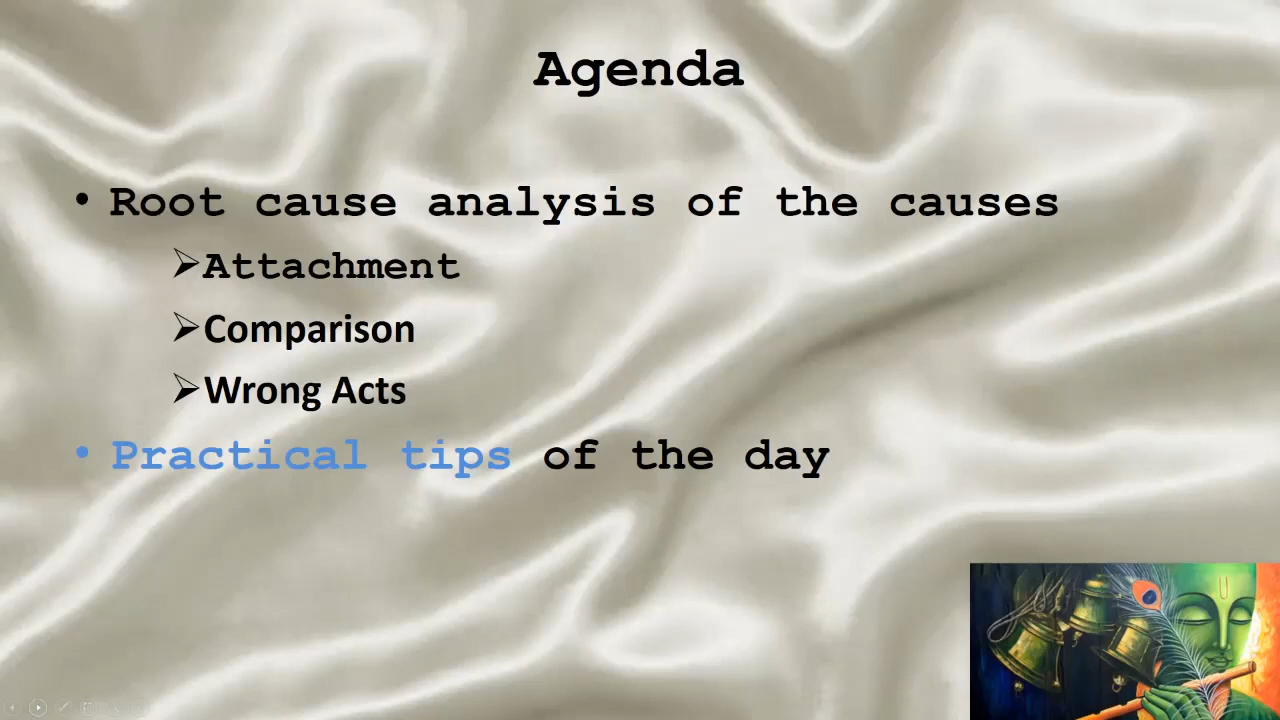 Agenda
• Root cause analysis of the causes
➢Attachment
➢Comparison
➢Wrong Acts
• Practical tips of the day